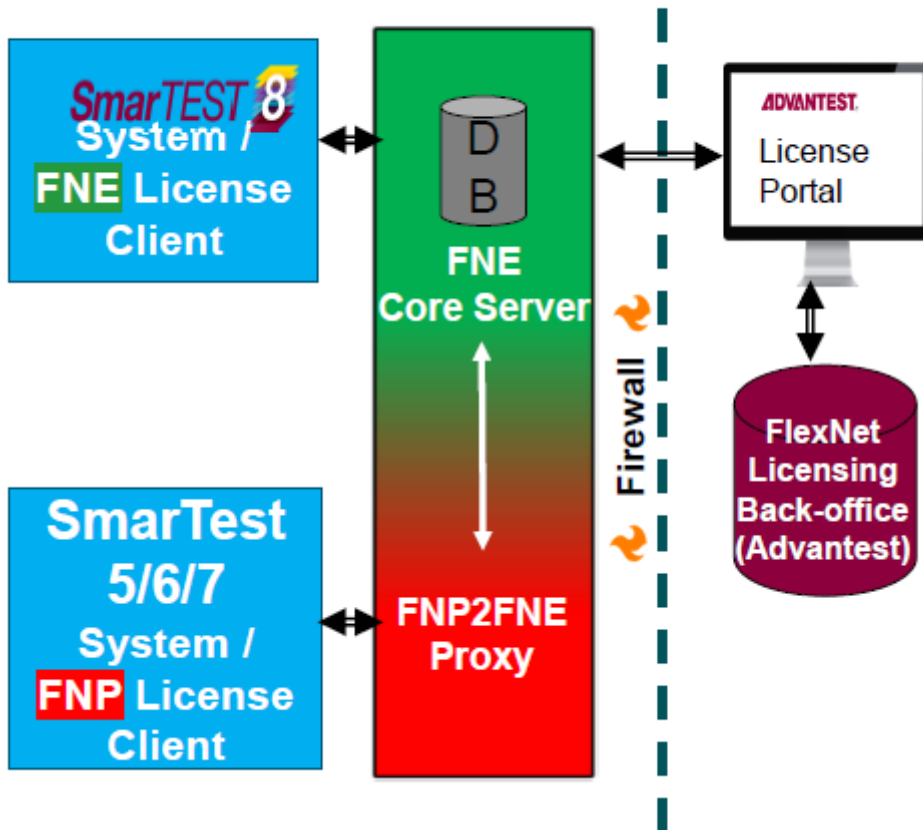 SmarTEST 8
System /
FNE License
Client
D
B
FNE
Core Server
FNP2FNE
Proxy
SmarTest
5/6/7
System /
FNP License
Client
Firewall
ADVANTEST
License
Portal
FlexNet
Licensing
Back-office
(Advantest)